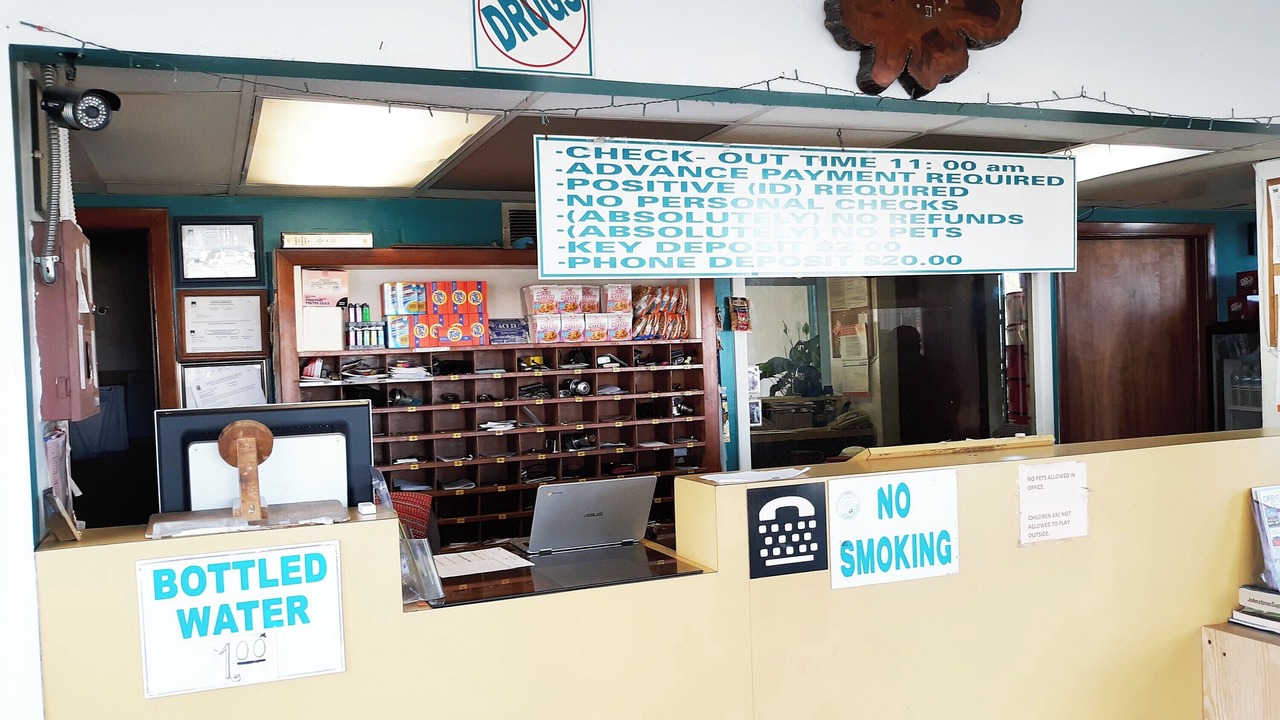 DRUGS
-CHECK- OUT TIME 11: 00 am
-ADVANCE PAYMENT REQUIRED
-POSITIVE (ID) REQUIRED
-NO PERSONAL CHECKS
-(ABSOLUTELY) NO REFUNDS
-(ABSOLUTELY) NO PETS
-KEY DEPOSIT $2.00
-PHONE DEPOSIT $20.00
ASUS
BOTTLED
WATER
1.00
NO
SMOKING
NO PETS ALLOWED IN
OFFICE.
CHILDREN ARE NOT
ALLOWED TO PLAY
OUTSIDE.